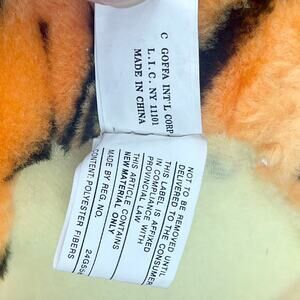 C GOFFA INT'L CORP
L.I.C. NY 11101
MADE IN CHINA
NOT TO BE REMOVED UNTIL
DELIVERED TO THE CONSUMER
THIS LABEL IS AFFIXED
IN COMPLIANCE WITH
PROVINCIAL LAW
THIS ARTICLE CONTAINS
NEW MATERIAL ONLY
MADE BY REG. NO.
CONTENT: POLYESTER FIBERS